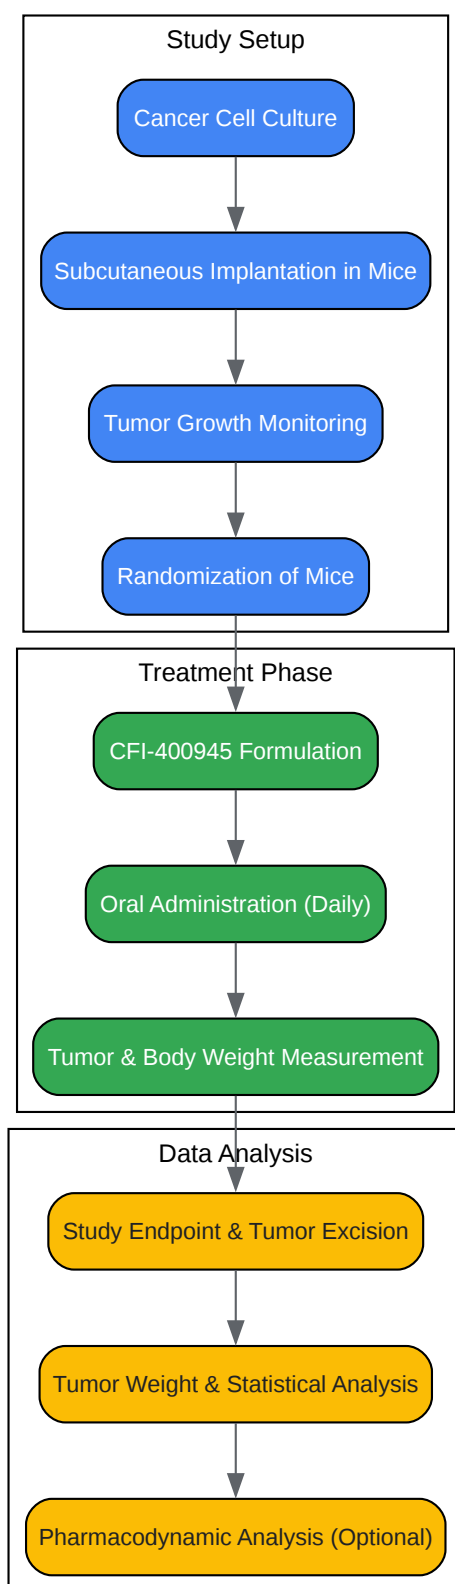 Study Setup
Cancer Cell Culture
Subcutaneous Implantation in Mice
Tumor Growth Monitoring
Randomization of Mice
Treatment Phase
CFI-400945 Formulation
Oral Administration (Daily)
Tumor & Body Weight Measurement
Data Analysis
Study Endpoint & Tumor Excision
Tumor Weight & Statistical Analysis
Pharmacodynamic Analysis (Optional)